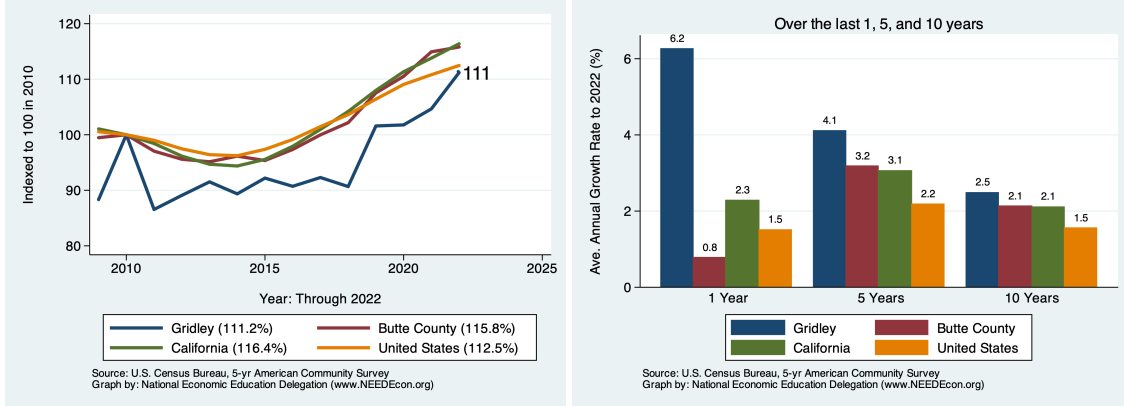 Indexed to 100 in 2010
120
110
100
90
80
111
2010
2015
2020
2025
Year: Through 2022
Gridley (111.2%)
Butte County (115.8%)
California (116.4%)
United States (112.5%)
Source: U.S. Census Bureau, 5-yr American Community Survey
Graph by: National Economic Education Delegation (www.NEEDEcon.org)
Over the last 1, 5, and 10 years
Ave. Annual Growth Rate to 2022 (%)
6
4
2
0
6.2
0.8
2.3
1.5
4.1
3.2
3.1
2.2
2.5
2.1
2.1
1.5
1 Year
5 Years
10 Years
Gridley
Butte County
California
United States
Source: U.S. Census Bureau, 5-yr American Community Survey
Graph by: National Economic Education Delegation (www.NEEDEcon.org)